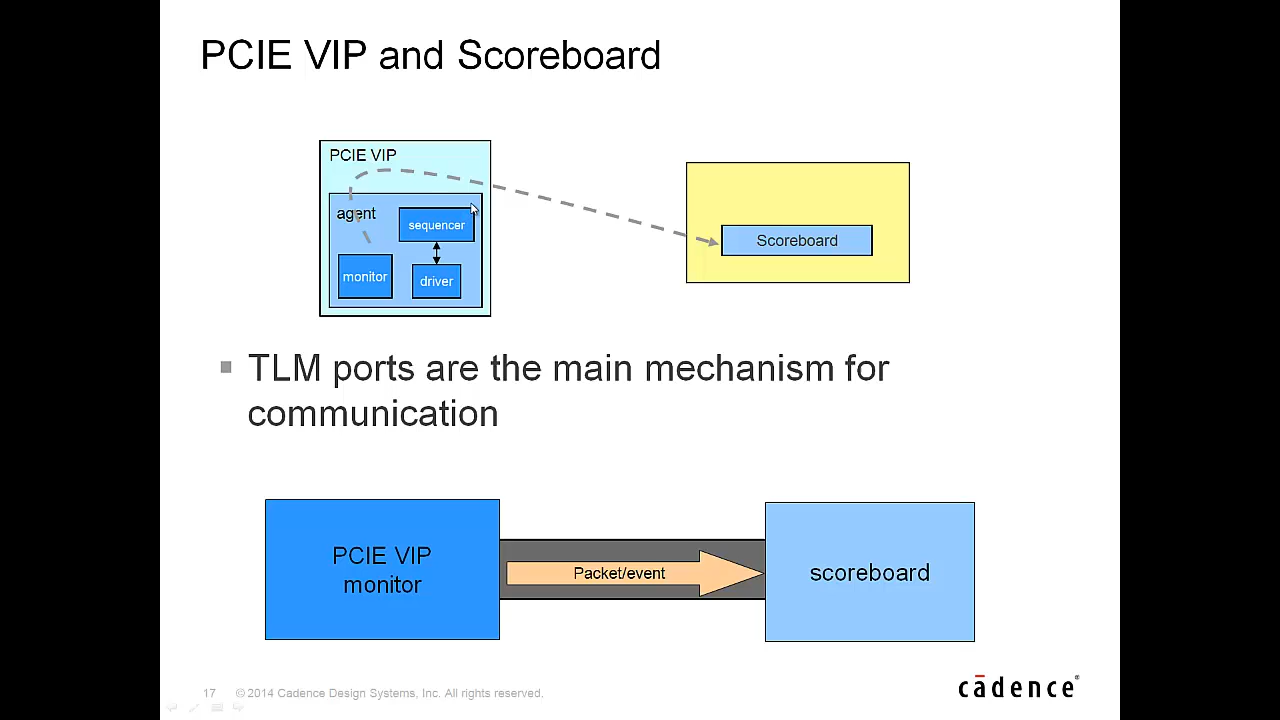 PCIE VIP and Scoreboard
PCIE VIP
agent
sequencer
monitor
driver
Scoreboard
TLM ports are the main mechanism for
communication
PCIE VIP
monitor
Packet/event
scoreboard
17 © 2014 Cadence Design Systems, Inc. All rights reserved.
cādence®